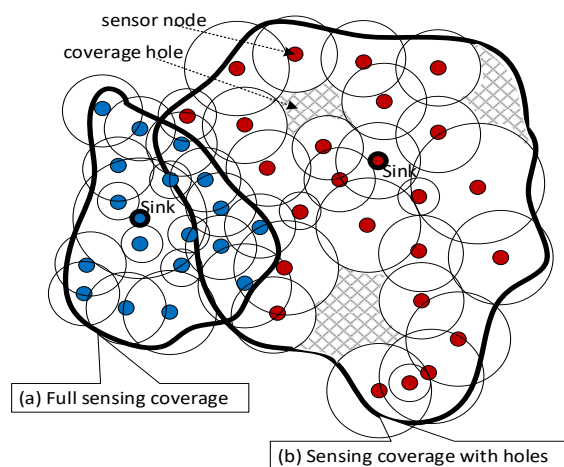 sensor node
coverage hole
Sink
Sink
(a) Full sensing coverage
(b) Sensing coverage with holes